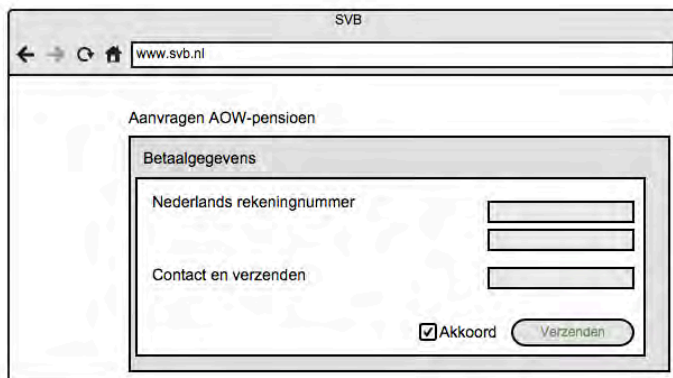 SVB
www.svb.nl
Aanvragen AOW-pensioen
Betaalgegevens
Nederlands rekeningnummer
Contact en verzenden
Akkoord
Verzenden